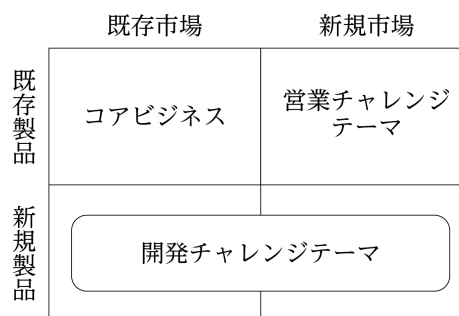 既存市場
新規市場
既存製品
コアビジネス
営業チャレンジ
テーマ
新規製品
開発チャレンジテーマ